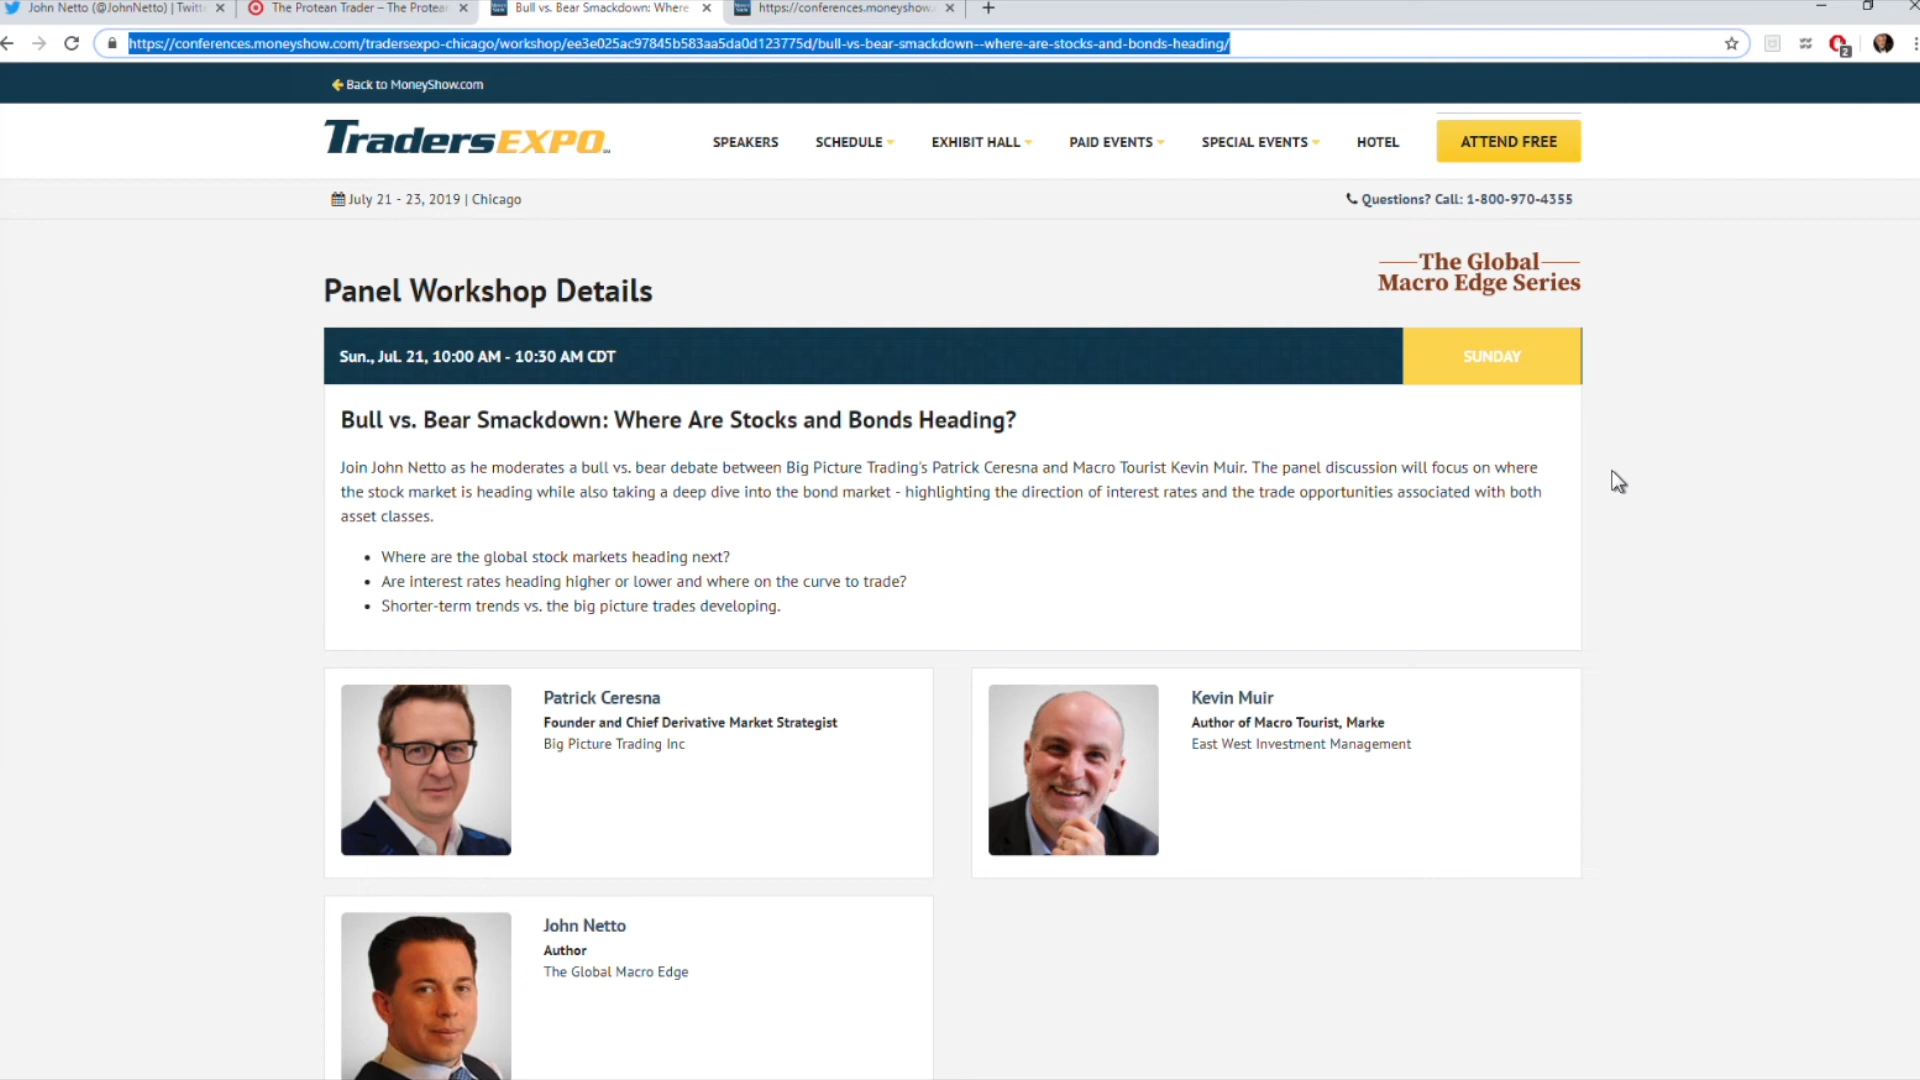 John Netto (@JohnNetto) | Twitt
The Protean Trader – The Protea
Bull vs. Bear Smackdown: Where
https://conferences.moneyshow.
https://conferences.moneyshow.com/tradersexpo-chicago/workshop/ee3e025ac97845b583aa5da0d123775d/bull-vs-bear-smackdown--where-are-stocks-and-bonds-heading/
2
Back to MoneyShow.com
TradersEXPO
SPEAKERS
SCHEDULE
EXHIBIT HALL
PAID EVENTS
SPECIAL EVENTS
HOTEL
ATTEND FREE
July 21 - 23, 2019 | Chicago
Questions? Call: 1-800-970-4355
The Global
Macro Edge Series
Panel Workshop Details
Sun., Jul. 21, 10:00 AM - 10:30 AM CDT
SUNDAY
Bull vs. Bear Smackdown: Where Are Stocks and Bonds Heading?
Join John Netto as he moderates a bull vs. bear debate between Big Picture Trading's Patrick Ceresna and Macro Tourist Kevin Muir. The panel discussion will focus on where
the stock market is heading while also taking a deep dive into the bond market - highlighting the direction of interest rates and the trade opportunities associated with both
asset classes.
• Where are the global stock markets heading next?
• Are interest rates heading higher or lower and where on the curve to trade?
• Shorter-term trends vs. the big picture trades developing.
Patrick Ceresna
Founder and Chief Derivative Market Strategist
Big Picture Trading Inc
Kevin Muir
Author of Macro Tourist, Marke
East West Investment Management
John Netto
Author
The Global Macro Edge